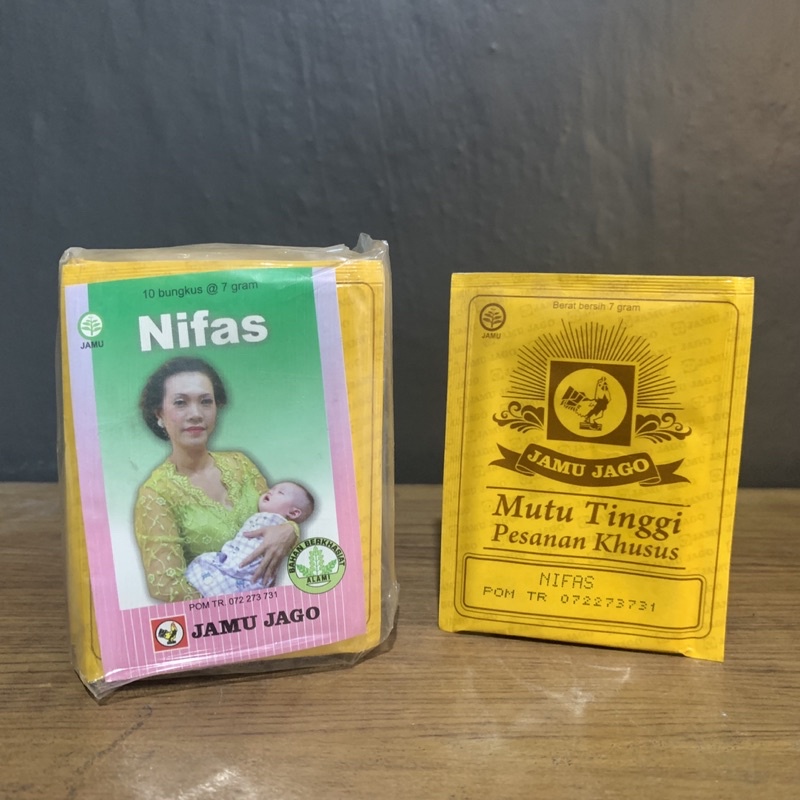 10 bungkus @ 7 gram
Nifas
JAMU
BAHAN BERKHASIAT
ALAMI
POM TR. 072 273 731
JAMU JAGO
Berat bersih 7 gram
JAMU
JAMU JAGO
Mutu Tinggi
Pesanan Khusus
NIFAS
POM TR 072273731